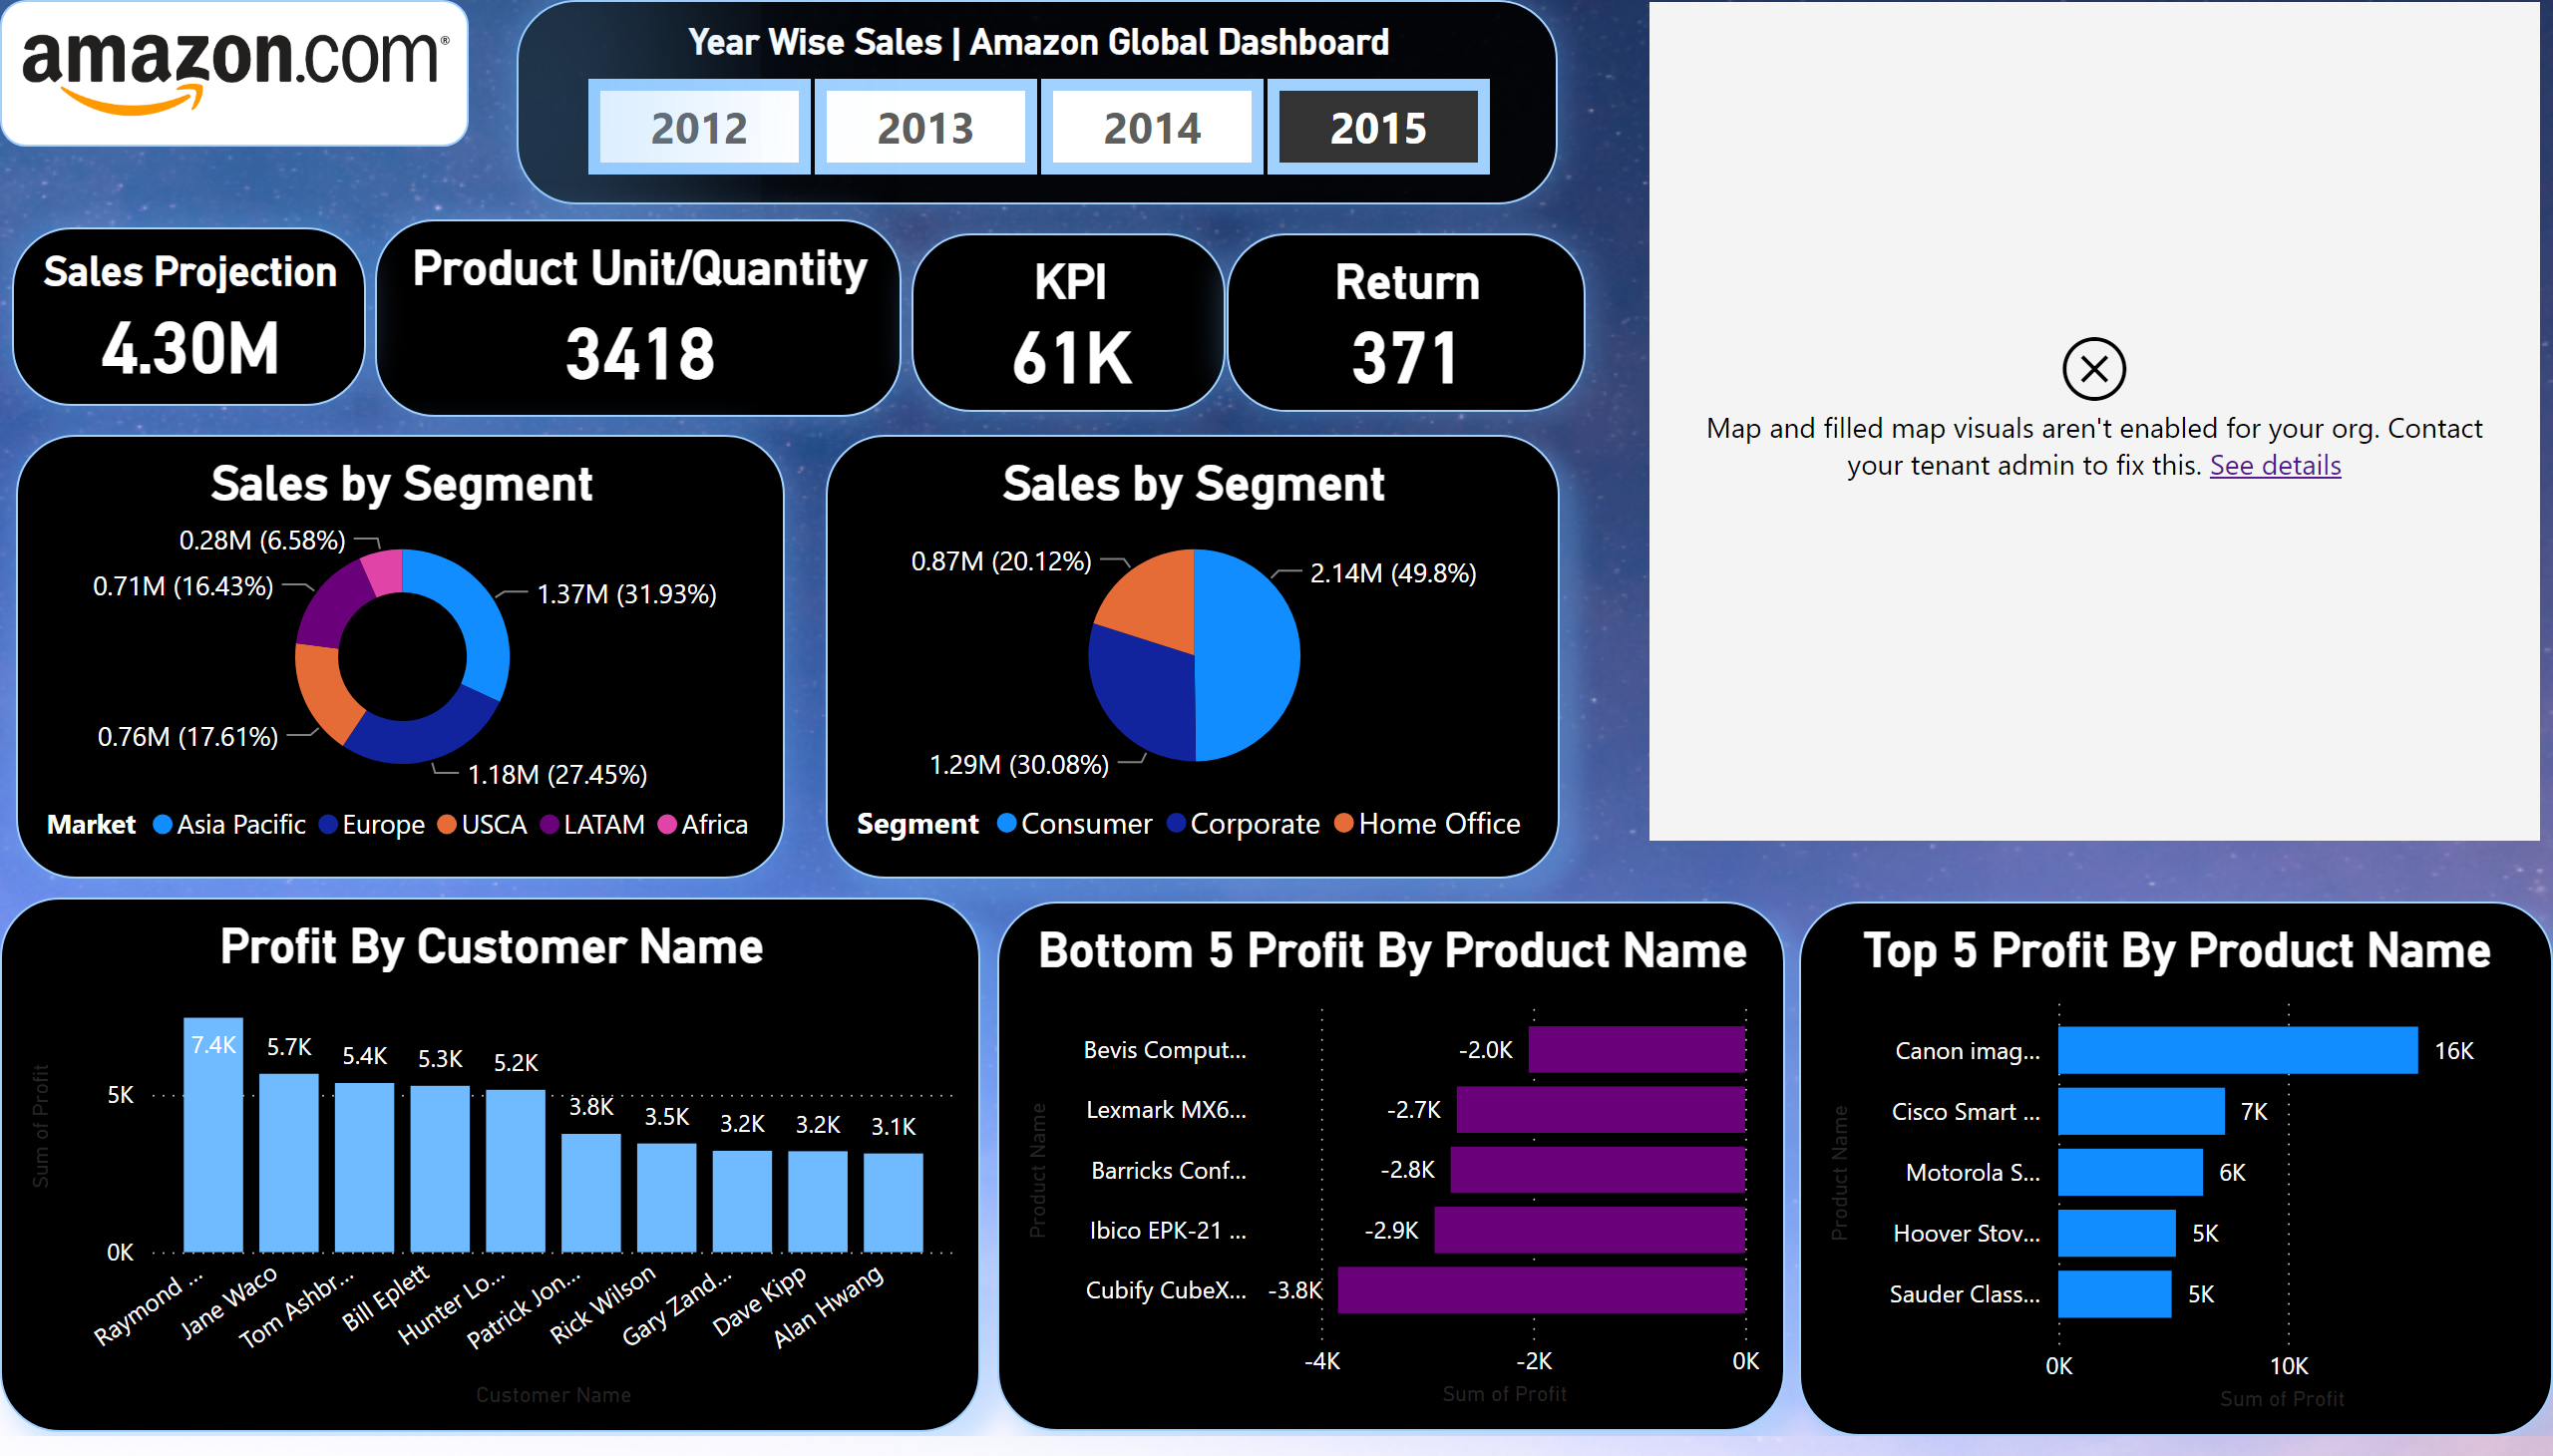 amazon.com®
Year Wise Sales | Amazon Global Dashboard
2012 2013 2014 2015
Sales Projection
4.30M
Product Unit/Quantity
3418
KPI
61K
Return
371
Map and filled map visuals aren't enabled for your org. Contact
your tenant admin to fix this. See details
Sales by Segment
0.28M (6.58%)
0.71M (16.43%)
1.37M (31.93%)
0.76M (17.61%)
1.18M (27.45%)
Market Asia Pacific Europe USCA LATAM Africa
Sales by Segment
0.87M (20.12%)
2.14M (49.8%)
1.29M (30.08%)
Segment Consumer Corporate Home Office
Profit By Customer Name
Sum of Profit
5K
0K
7.4K 5.7K 5.4K 5.3K 5.2K 3.8K 3.5K 3.2K 3.2K 3.1K
Raymond ...
Jane Waco
Tom Ashbr...
Bill Eplett
Hunter Lo...
Patrick Jon...
Rick Wilson
Gary Zand...
Dave Kipp
Alan Hwang
Customer Name
Bottom 5 Profit By Product Name
Product Name
Bevis Comput... -2.0K
Lexmark MX6... -2.7K
Barricks Conf... -2.8K
Ibico EPK-21 ... -2.9K
Cubify CubeX... -3.8K
-4K -2K 0K
Sum of Profit
Top 5 Profit By Product Name
Product Name
Canon imag... 16K
Cisco Smart ... 7K
Motorola S... 6K
Hoover Stov... 5K
Sauder Class... 5K
0K 10K
Sum of Profit